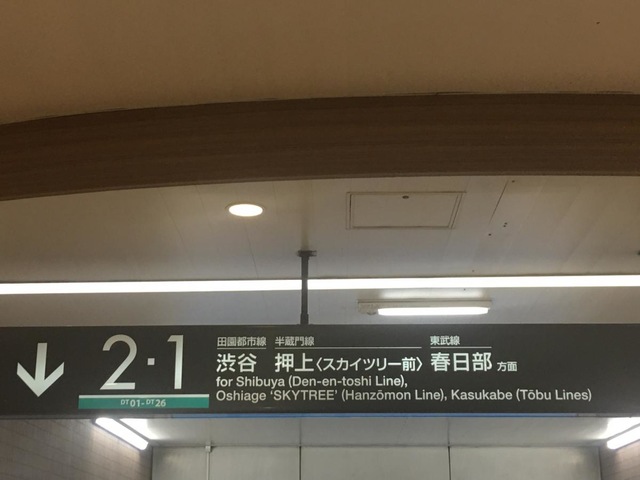 田園都市線 半蔵門線 東武線
2・1 渋谷 押上〈スカイツリー前〉 春日部 方面
for Shibuya (Den-en-toshi Line),
DT01-DT26 Oshiage ‘SKYTREE’ (Hanzōmon Line), Kasukabe (Tōbu Lines)